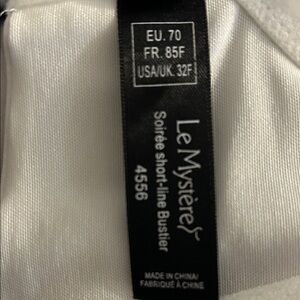 EU. 70
FR. 85F
USA/UK. 32F
Le Mystère
Soirée short-line Bustier
4556
MADE IN CHINA/
FABRIQUÉ À CHINE